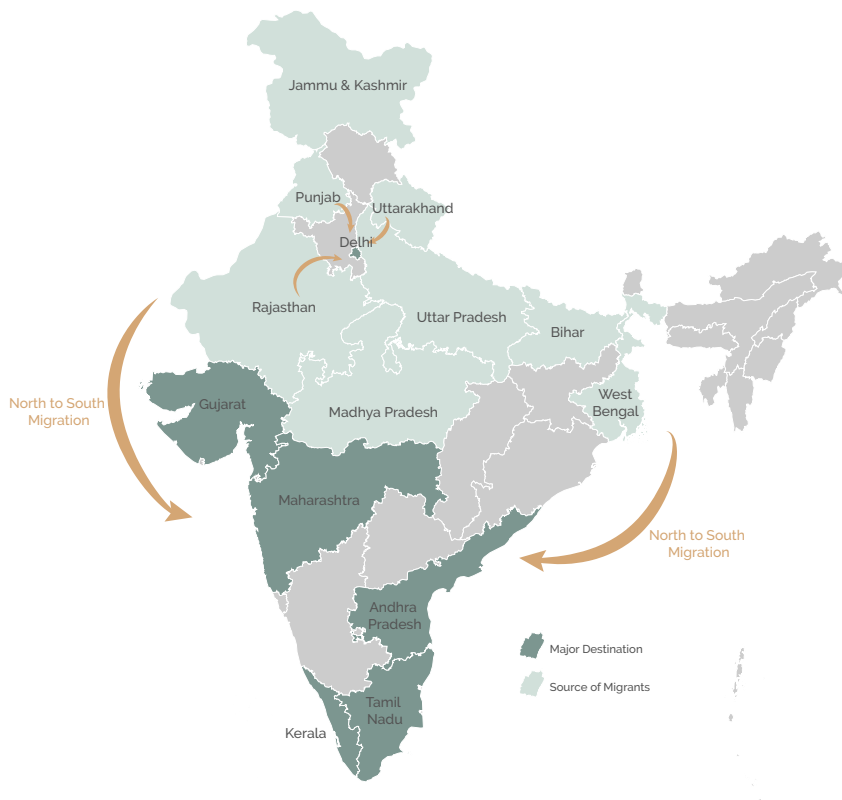 Jammu & Kashmir
Punjab
Uttarakhand
Delhi
Rajasthan
Uttar Pradesh
Bihar
North to South
Migration
Gujarat
Madhya Pradesh
West
Bengal
Maharashtra
North to South
Migration
Andhra
Pradesh
Major Destination
Source of Migrants
Tamil
Nadu
Kerala